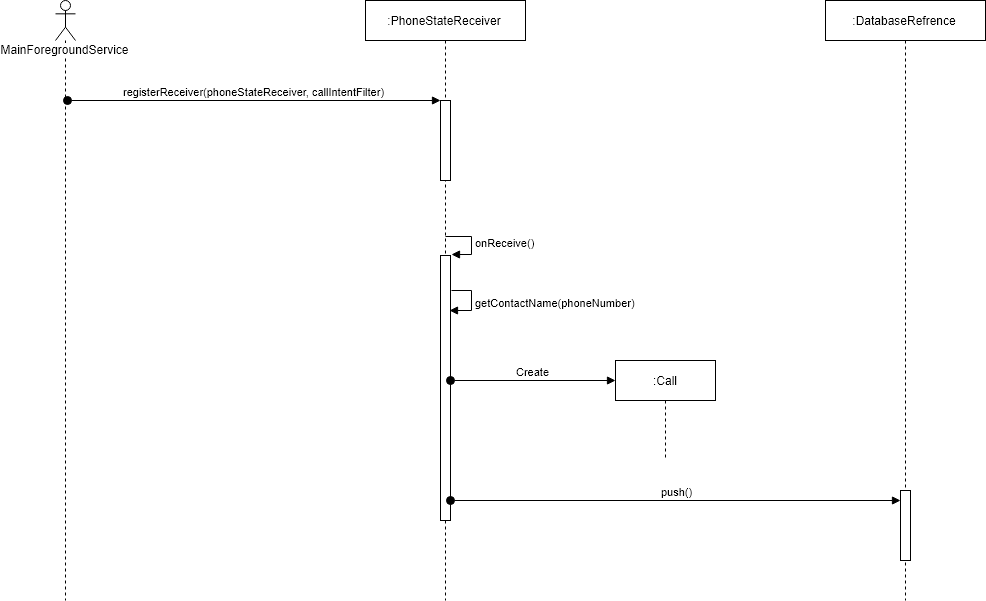 :PhoneStateReceiver
:DatabaseRefrence
MainForegroundService
registerReceiver(phoneStateReceiver, callIntentFilter)
onReceive()
getContactName(phoneNumber)
Create
:Call
push()